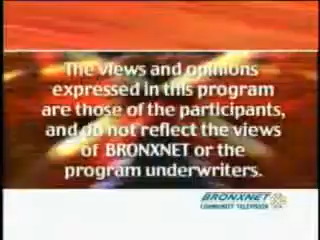 The views and opinions
expressed in this program
are those of the participants,
and do not reflect the views
of BRONXNET or the
program underwriters.
BRONXNET
COMMUNITY TELEVISION